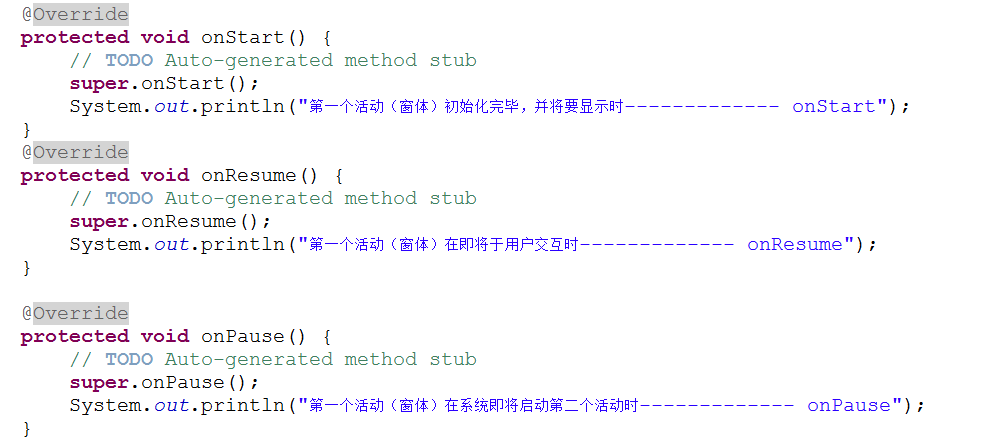 @Override
protected void onStart() {
    // TODO Auto-generated method stub
    super.onStart();
    System.out.println("第一个活动（窗体）初始化完毕，并将要显示时------------- onStart");
}
@Override
protected void onResume() {
    // TODO Auto-generated method stub
    super.onResume();
    System.out.println("第一个活动（窗体）在即将于用户交互时------------- onResume");
}

@Override
protected void onPause() {
    // TODO Auto-generated method stub
    super.onPause();
    System.out.println("第一个活动（窗体）在系统即将启动第二个活动时------------- onPause");
}